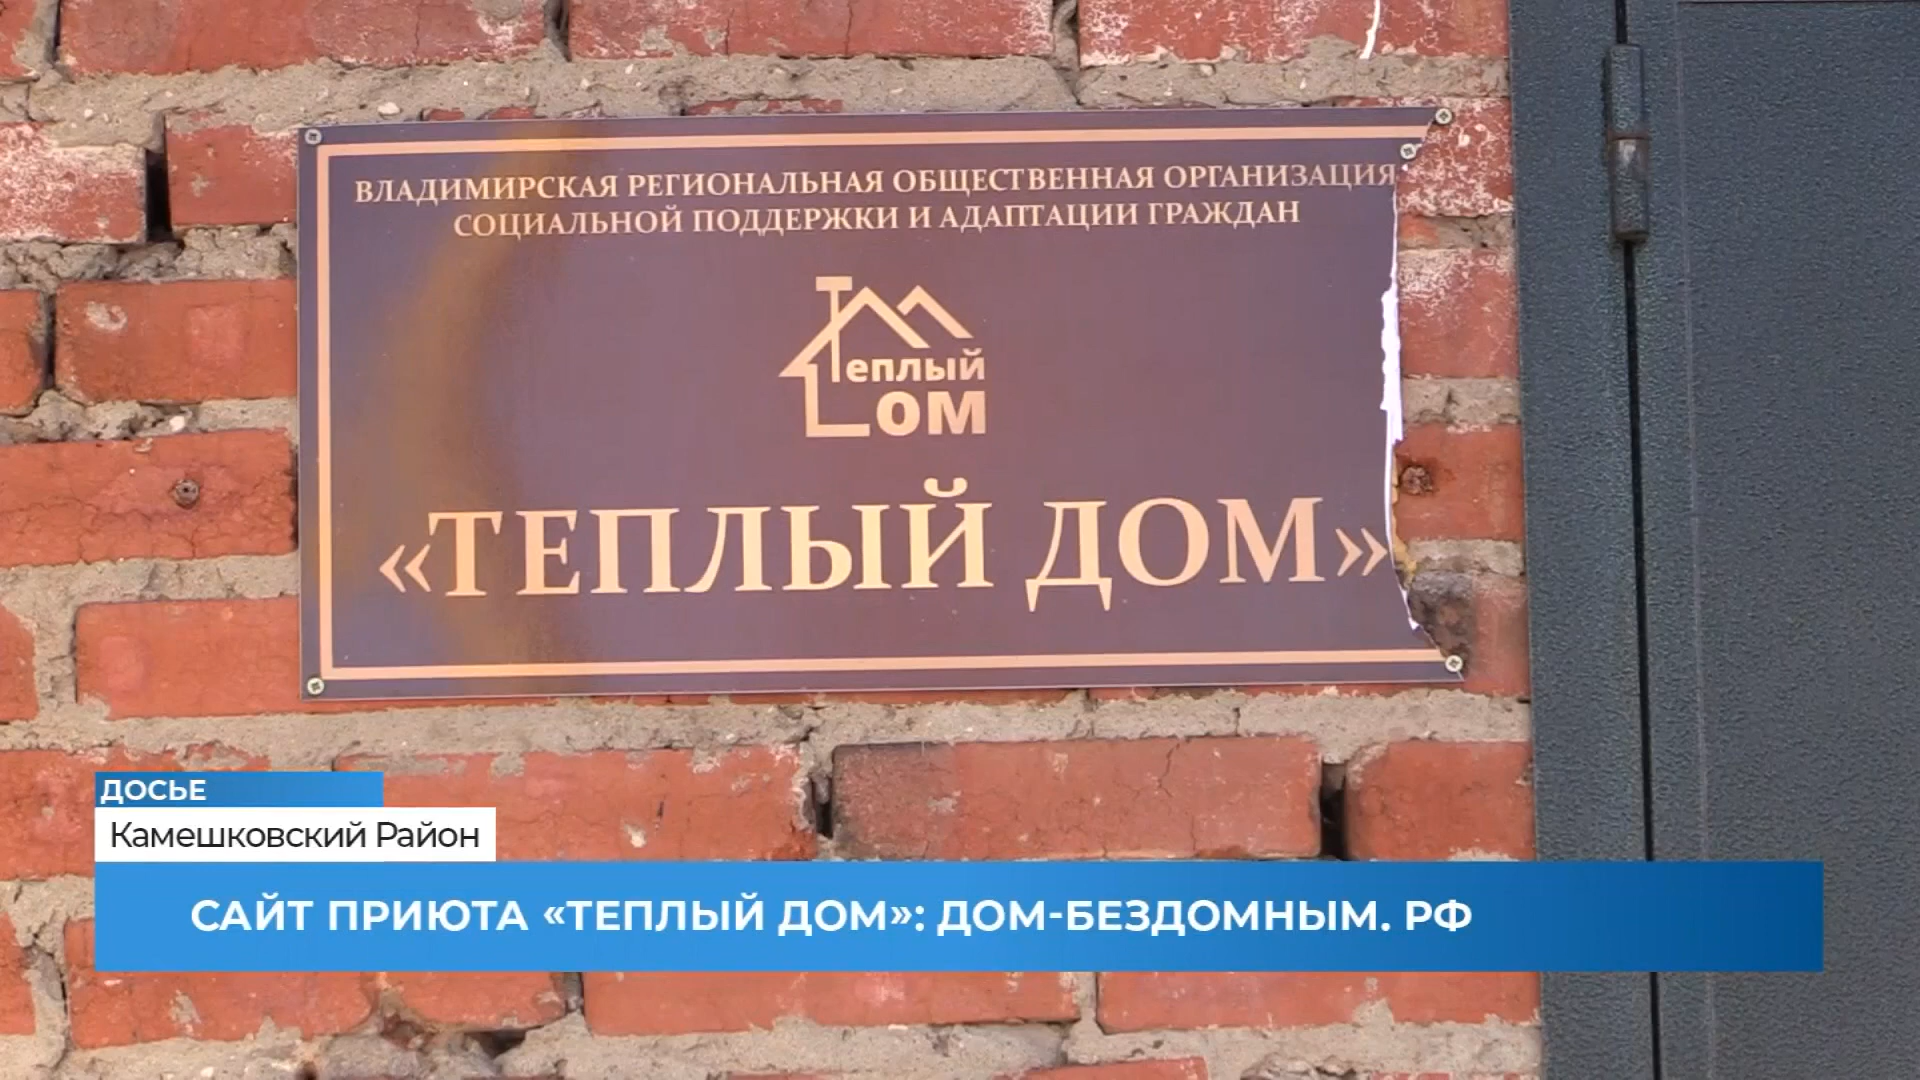 ВЛАДИМИРСКАЯ РЕГИОНАЛЬНАЯ ОБЩЕСТВЕННАЯ ОРГАНИЗАЦИЯ
СОЦИАЛЬНОЙ ПОДДЕРЖКИ И АДАПТАЦИИ ГРАЖДАН
Теплый
Дом
«ТЕПЛЫЙ ДОМ»
ДОСЬЕ
Камешковский Район
САЙТ ПРИЮТА «ТЕПЛЫЙ ДОМ»: ДОМ-БЕЗДОМНЫМ. РФ